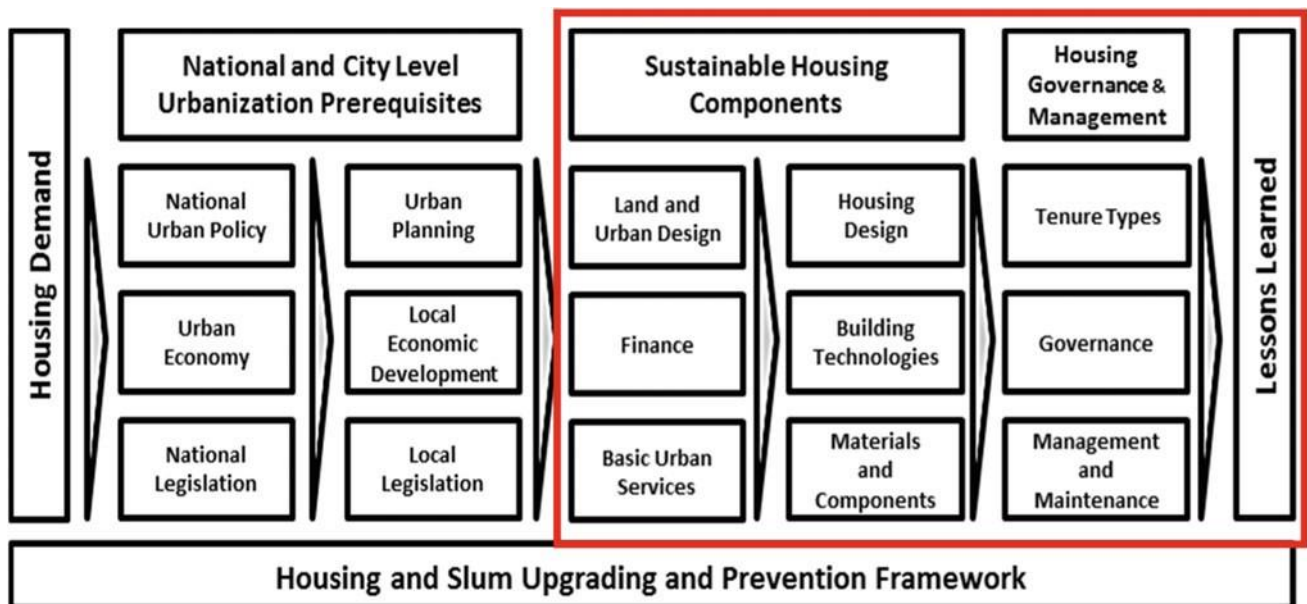 Housing Demand
National and City Level
Urbanization Prerequisites
National
Urban Policy
Urban
Economy
National
Legislation
Urban
Planning
Local
Economic
Development
Local
Legislation
Sustainable Housing
Components
Land and
Urban Design
Finance
Basic Urban
Services
Housing
Design
Building
Technologies
Materials
and
Components
Housing
Governance &
Management
Tenure Types
Governance
Management
and
Maintenance
Lessons Learned
Housing and Slum Upgrading and Prevention Framework